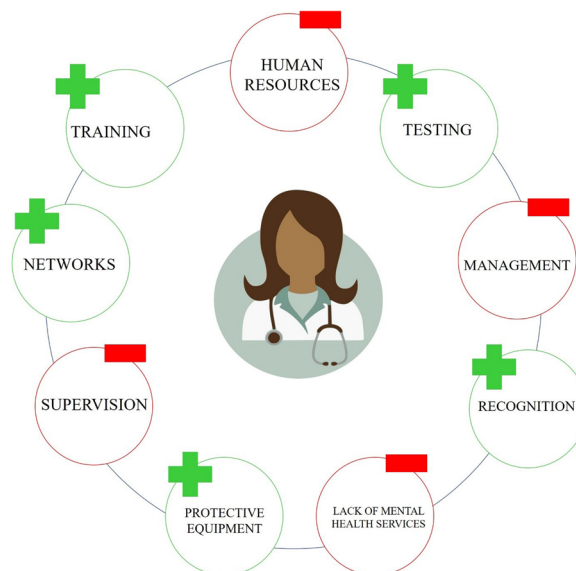 HUMAN
RESOURCES
TESTING
MANAGEMENT
RECOGNITION
LACK OF MENTAL
HEALTH SERVICES
PROTECTIVE
EQUIPMENT
SUPERVISION
NETWORKS
TRAINING